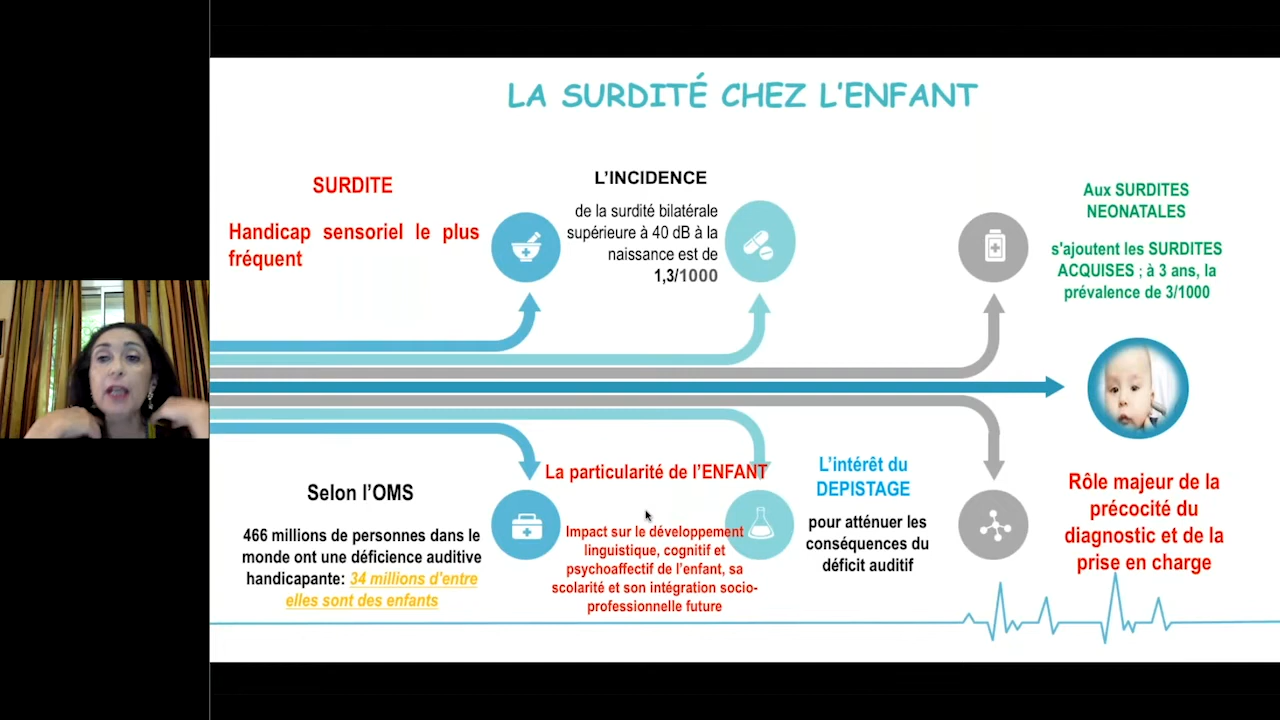 LA SURDITÉ CHEZ L'ENFANT
SURDITE
Handicap sensoriel le plus
fréquent
L'INCIDENCE
de la surdité bilatérale
supérieure à 40 dB à la
naissance est de
1,3/1000
Aux SURDITES
NEONATALES
s'ajoutent les SURDITES
ACQUISES ; à 3 ans, la
prévalence de 3/1000
Selon l'OMS
466 millions de personnes dans le
monde ont une déficience auditive
handicapante: 34 millions d'entre
elles sont des enfants
La particularité de l'ENFANT
Impact sur le développement
linguistique, cognitif et
psychoaffectif de l'enfant, sa
scolarité et son intégration socio-
professionnelle future
L'intérêt du
DEPISTAGE
pour atténuer les
conséquences du
déficit auditif
Rôle majeur de la
précocité du
diagnostic et de la
prise en charge